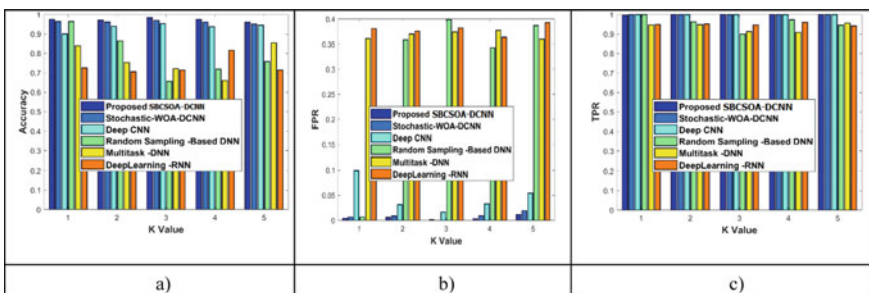 1
0.9
0.8
0.7
0.6
0.5
0.4
0.3
0.2
0.1
0
Accuracy
Proposed SBCSOA-DCNN
Stochastic-WOA-DCNN
Deep CNN
Random Sampling -Based DNN
Multitask -DNN
DeepLearning -RNN
1 2 3 4 5
K Value
0.4
0.35
0.3
0.25
0.2
0.15
0.1
0.05
0
FPR
Proposed SBCSOA-DCNN
Stochastic-WOA-DCNN
Deep CNN
Random Sampling -Based DNN
Multitask -DNN
DeepLearning -RNN
1 2 3 4 5
K Value
1
0.9
0.8
0.7
0.6
0.5
0.4
0.3
0.2
0.1
0
TPR
Proposed SBCSOA-DCNN
Stochastic-WOA-DCNN
Deep CNN
Random Sampling -Based DNN
Multitask -DNN
DeepLearning -RNN
1 2 3 4 5
K Value
a) b) c)